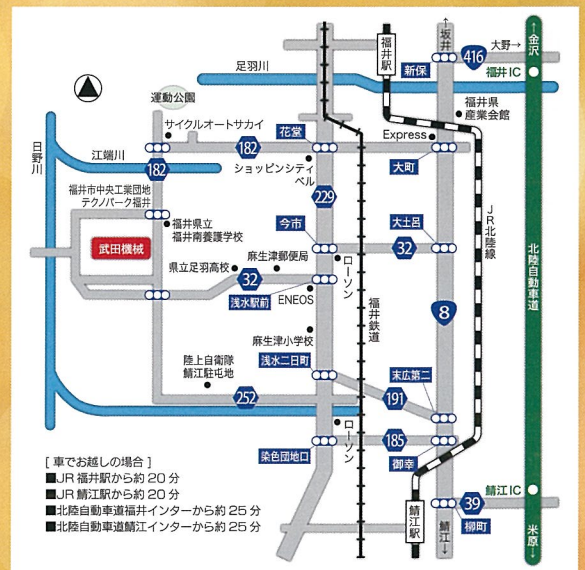 福井駅
←坂井
416
大野→
←金沢
新保
福井IC
足羽川
運動公園
福井県
産業会館
日野川
サイクルオートサカイ
花堂
Express
江端川
182
182
ショッピンシティ
ベル
大町
229
福井市中央工業団地
テクノパーク福井
福井県立
福井南養護学校
今市
大土呂
JR北陸線
武田機械
県立足羽高校
麻生津郵便局
ローソン
32
32
浅水駅前
ENEOS
福井鉄道
北陸自動車道
8
麻生津小学校
陸上自衛隊
鯖江駐屯地
浅水二日町
末広第二
252
191
ローソン
染色団地口
185
御幸
[車でお越しの場合]
■JR福井駅から約20分
■JR鯖江駅から約20分
■北陸自動車道福井インターから約25分
■北陸自動車道鯖江インターから約25分
鯖江IC
39
柳町
鯖江駅
鯖江→
米原→